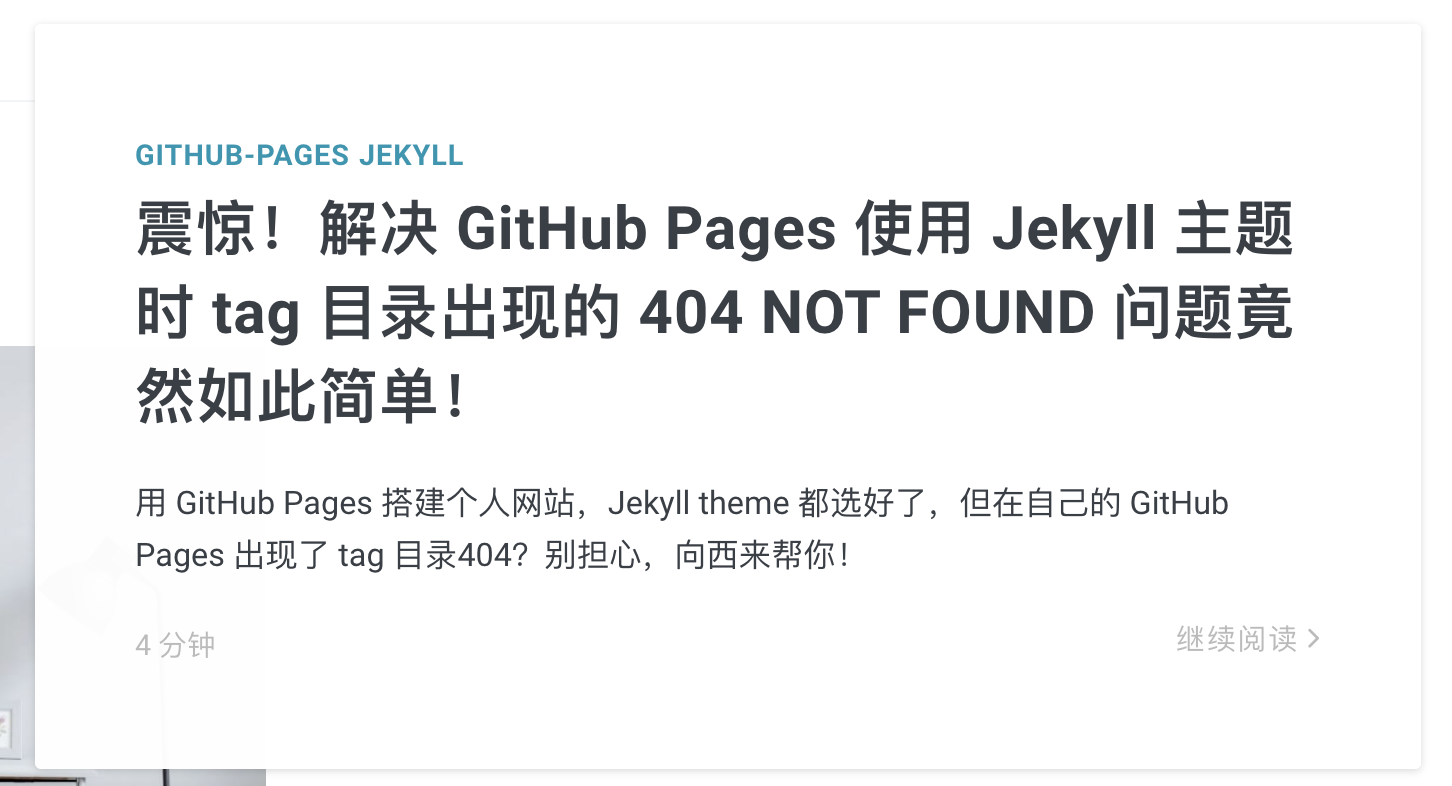 GITHUB-PAGES JEKYLL
震惊！解决 GitHub Pages 使用 Jekyll 主题
时 tag 目录出现的 404 NOT FOUND 问题竟
然如此简单！
用 GitHub Pages 搭建个人网站，Jekyll theme 都选好了，但在自己的 GitHub
Pages 出现了 tag 目录404？别担心，向西来帮你！
4 分钟
继续阅读